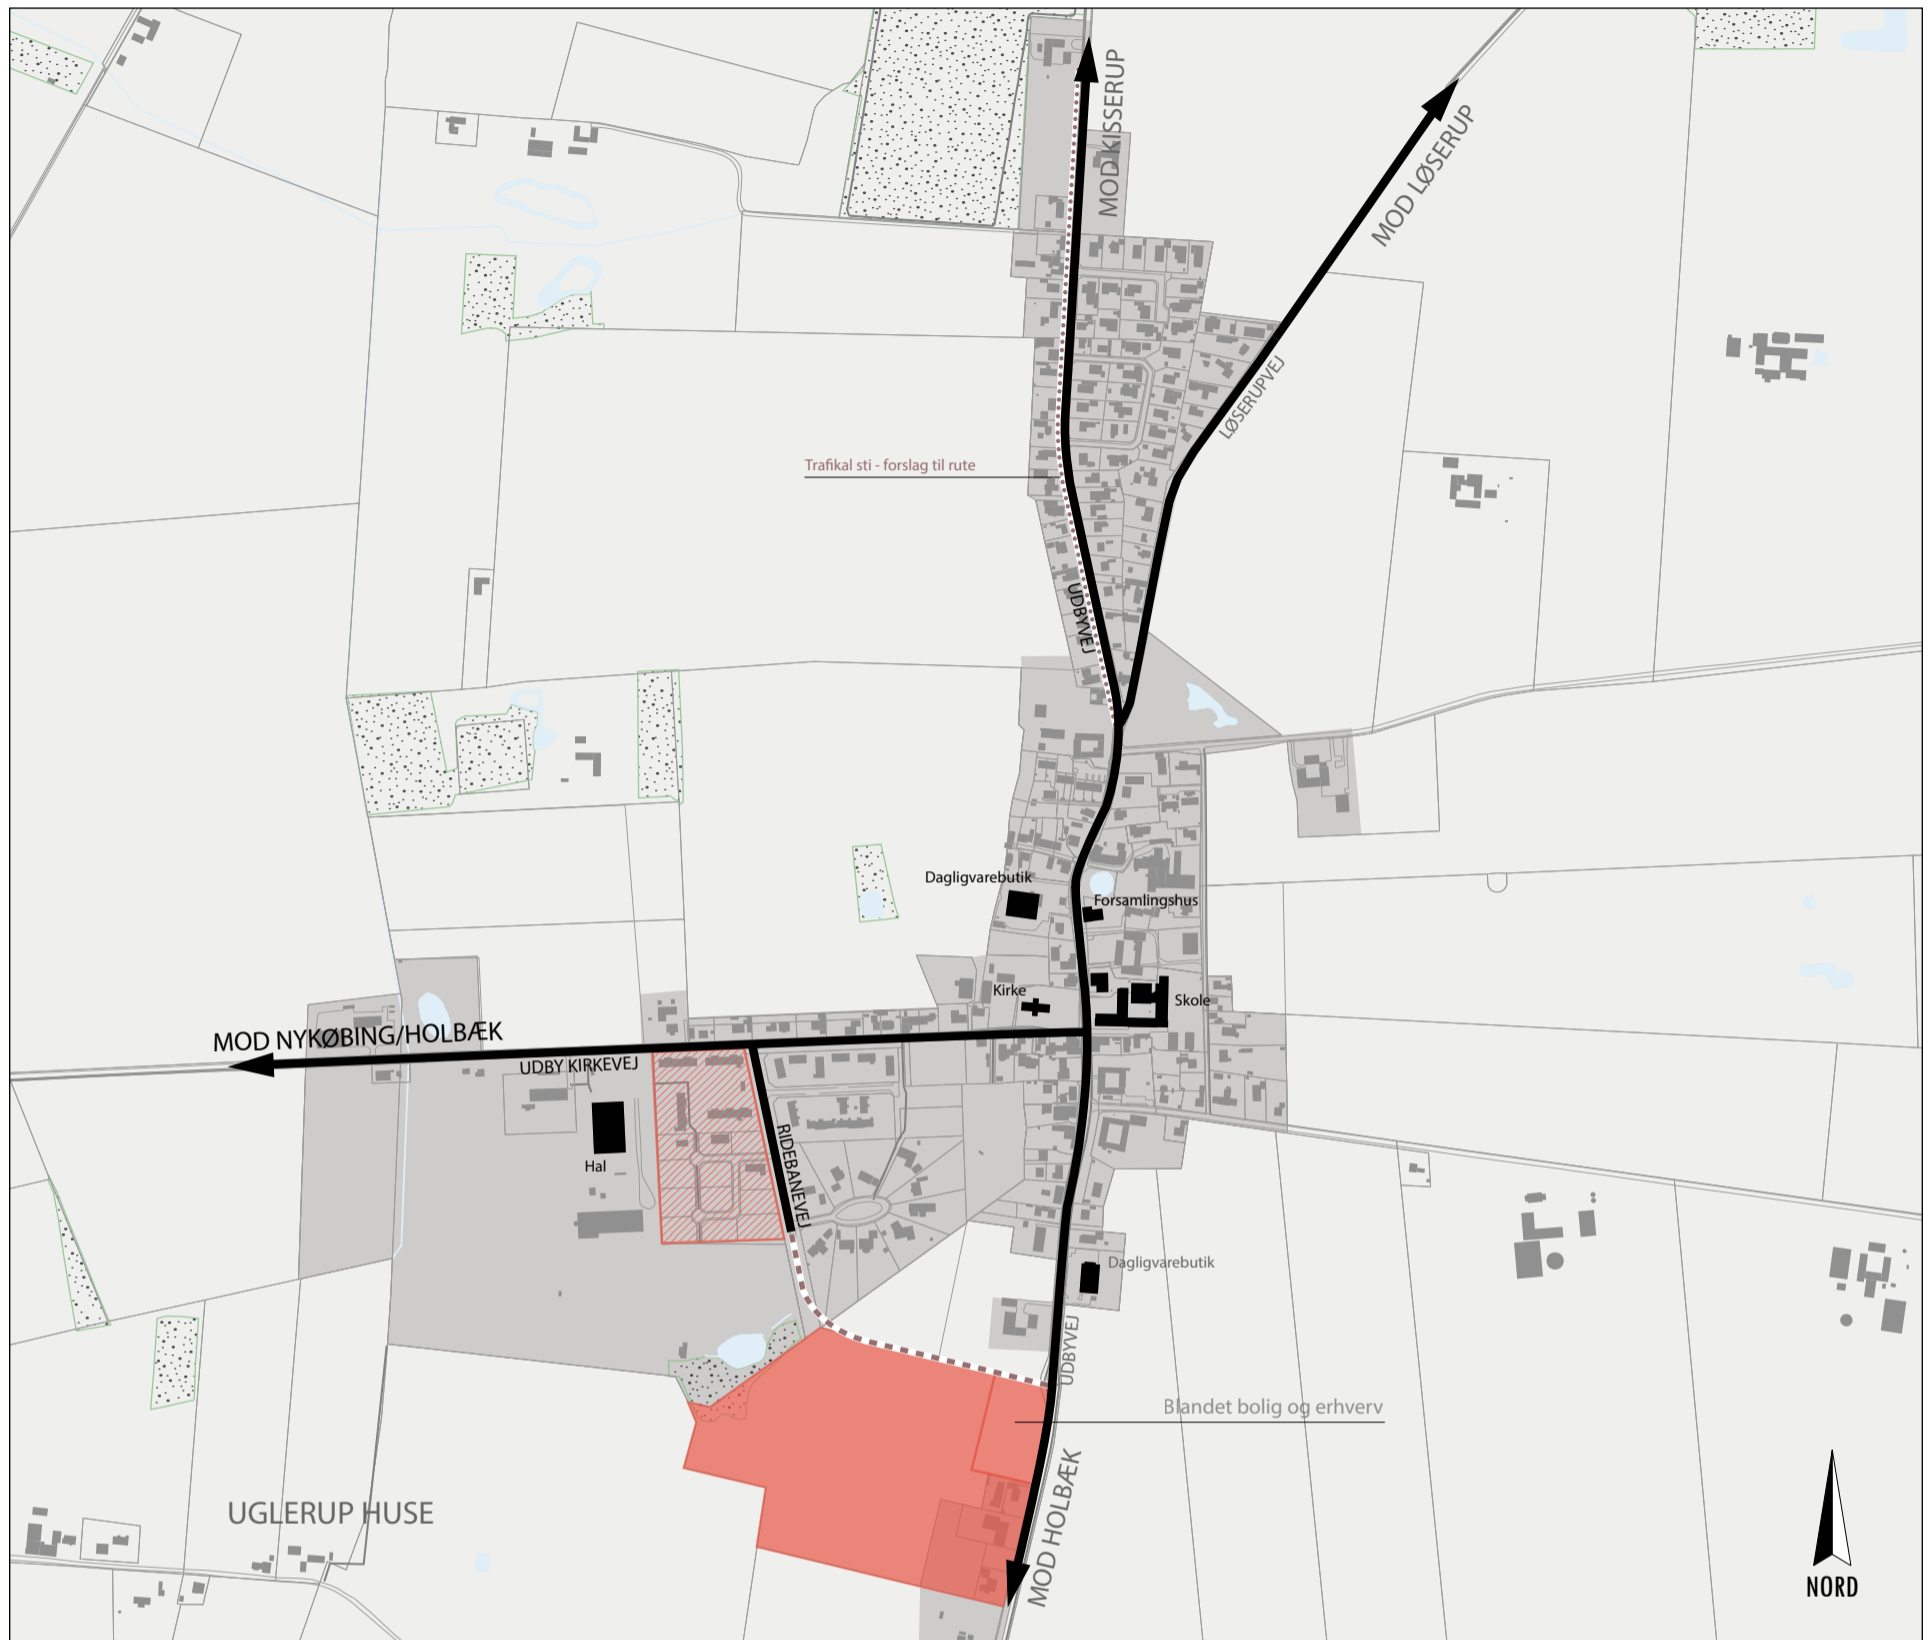 MOD KISSERUP
MOD LØSERUP
LØSERUPVEJ
Trafikal sti - forslag til rute
UDBYVEJ
Dagligvarebutik
Forsamlingshus
Kirke
Skole
MOD NYKØBING/HOLBÆK
UDBY KIRKEVEJ
Hal
RIDEBANEVEJ
Dagligvarebutik
UDBYVEJ
Blandet bolig og erhverv
MOD HOLBÆK
UGLERUP HUSE
NORD